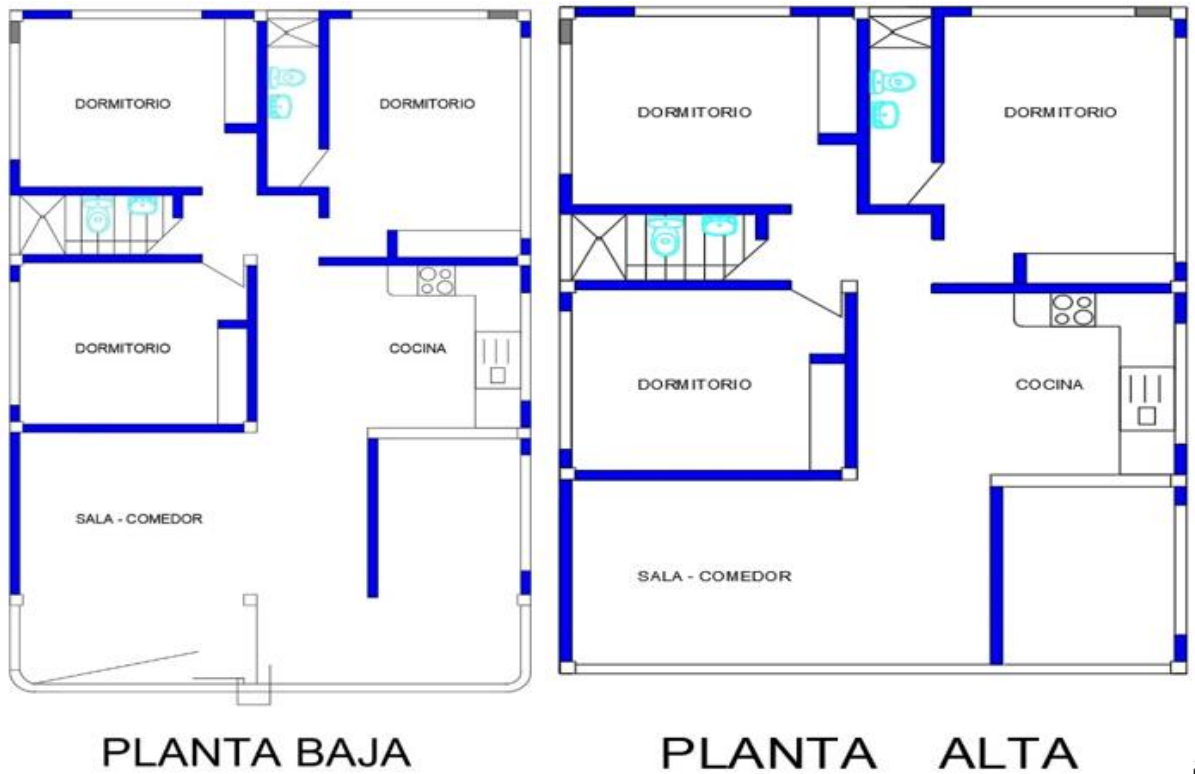 DORMITORIO
DORMITORIO
DORMITORIO
COCINA
SALA - COMEDOR
PLANTA BAJA
DORMITORIO
DORMITORIO
DORMITORIO
COCINA
SALA - COMEDOR
PLANTA ALTA